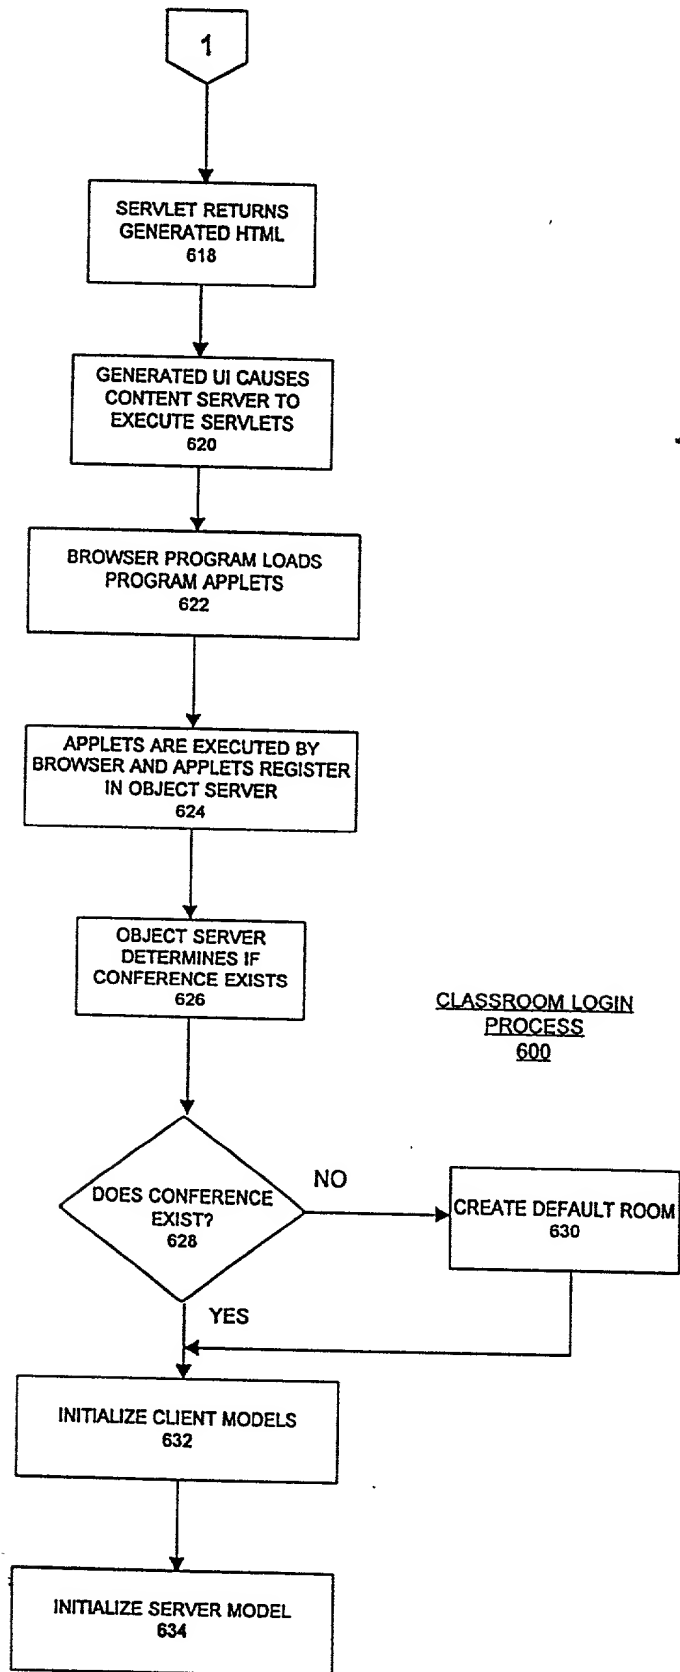 1
SERVLET RETURNS
GENERATED HTML
618
GENERATED UI CAUSES
CONTENT SERVER TO
EXECUTE SERVLETS
620
BROWSER PROGRAM LOADS
PROGRAM APPLETS
622
APPLETS ARE EXECUTED BY
BROWSER AND APPLETS REGISTER
IN OBJECT SERVER
624
OBJECT SERVER
DETERMINES IF
CONFERENCE EXISTS
626
CLASSROOM LOGIN
PROCESS
600
DOES CONFERENCE
EXIST?
628
NO
CREATE DEFAULT ROOM
630
YES
INITIALIZE CLIENT MODELS
632
INITIALIZE SERVER MODEL
634